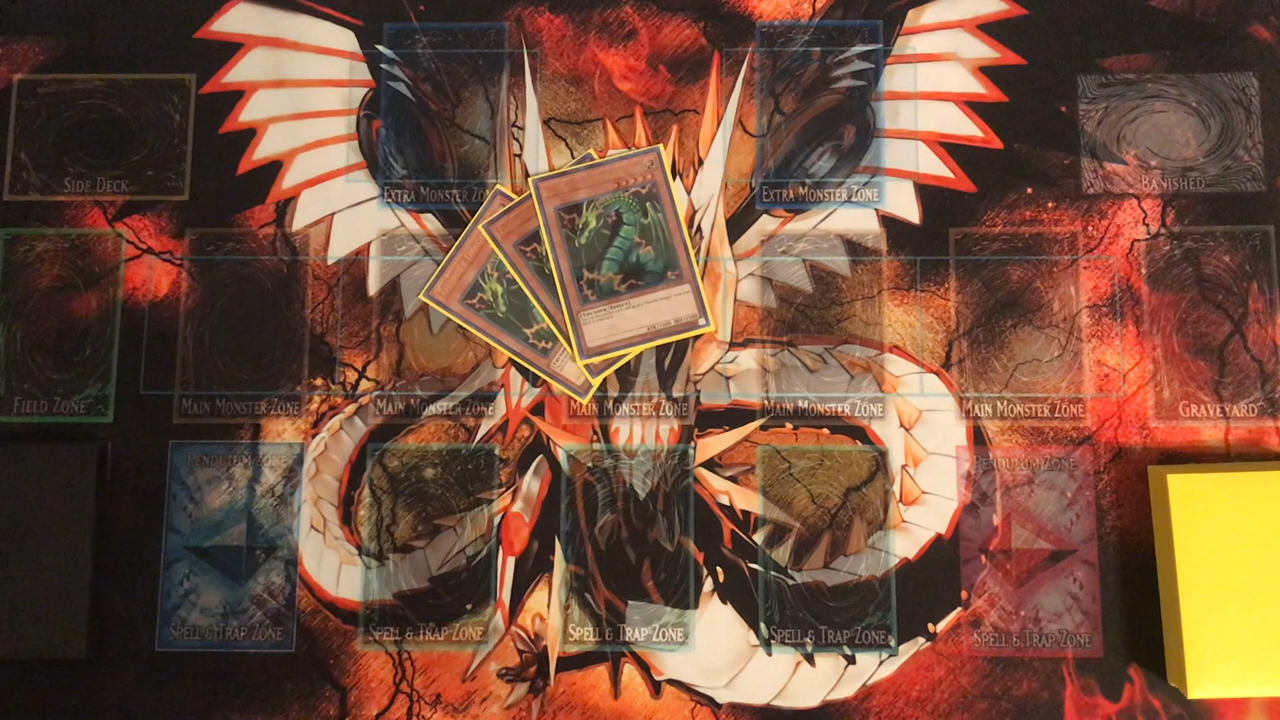 SIDE DECK
EXTRA MONSTER ZON
EXTRA MONSTER ZONE
BANISHED
FIELD ZONE
MAIN MONSTER ZONE
MAIN MONSTER ZONE
MAIN MONSTER ZONE
MAIN MONSTER ZONE
MAIN MONSTER ZONE
GRAVEYARD
PENDULUM ZONE
PENDULUM ZONE
SPELL & TRAP ZONE
SPELL & TRAP ZONE
SPELL & TRAP ZONE
SPELL & TRAP ZONE
SPELL & TRAP ZONE